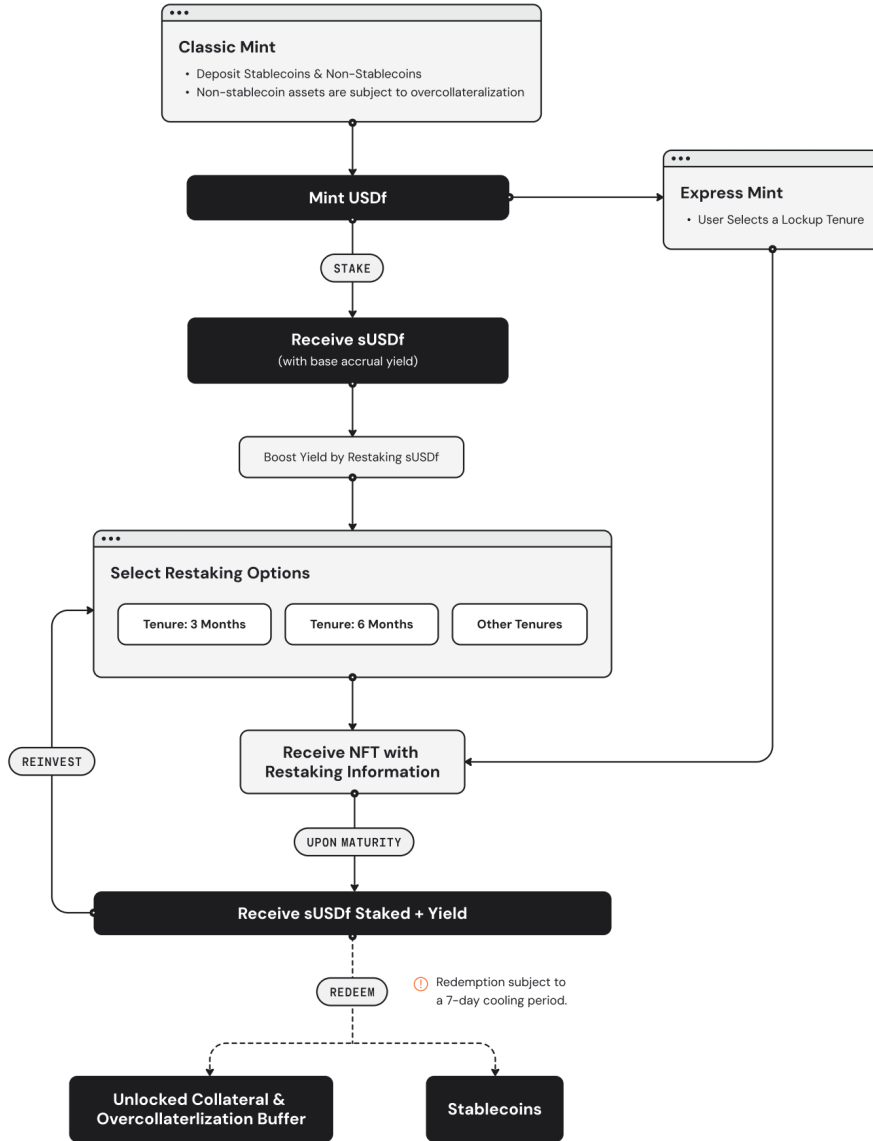 Classic Mint
• Deposit Stablecoins & Non-Stablecoins
• Non-stablecoin assets are subject to overcollateralization
Mint USDf
Express Mint
• User Selects a Lockup Tenure
STAKE
Receive sUSDf
(with base accrual yield)
Boost Yield by Restaking sUSDf
Select Restaking Options
Tenure: 3 Months
Tenure: 6 Months
Other Tenures
Receive NFT with
Restaking Information
REINVEST
UPON MATURITY
Receive sUSDf Staked + Yield
REDEEM
Redemption subject to
a 7-day cooling period.
Unlocked Collateral &
Overcollaterlization Buffer
Stablecoins